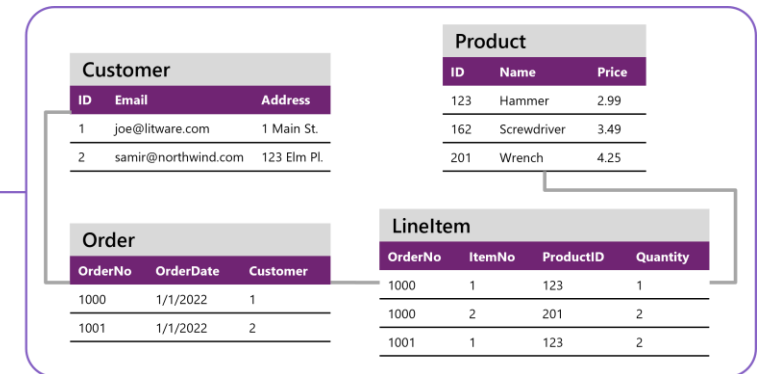 Customer
ID Email Address
1 joe@litware.com 1 Main St.
2 samir@northwind.com 123 Elm Pl.
Product
ID Name Price
123 Hammer 2.99
162 Screwdriver 3.49
201 Wrench 4.25
Order
OrderNo OrderDate Customer
1000 1/1/2022 1
1001 1/1/2022 2
LineItem
OrderNo ItemNo ProductID Quantity
1000 1 123 1
1000 2 201 2
1001 1 123 2